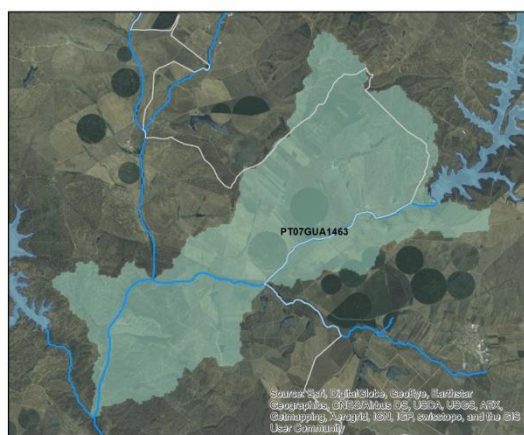 PT07GUA1463
Source: Esri, DigitalGlobe, GeoEye, Earthstar
Geographics, CNES/Airbus DS, USDA, USGS, AEX,
Getmapping, Aerogrid, IGN, IGP, swisstopo, and the GIS
User Community